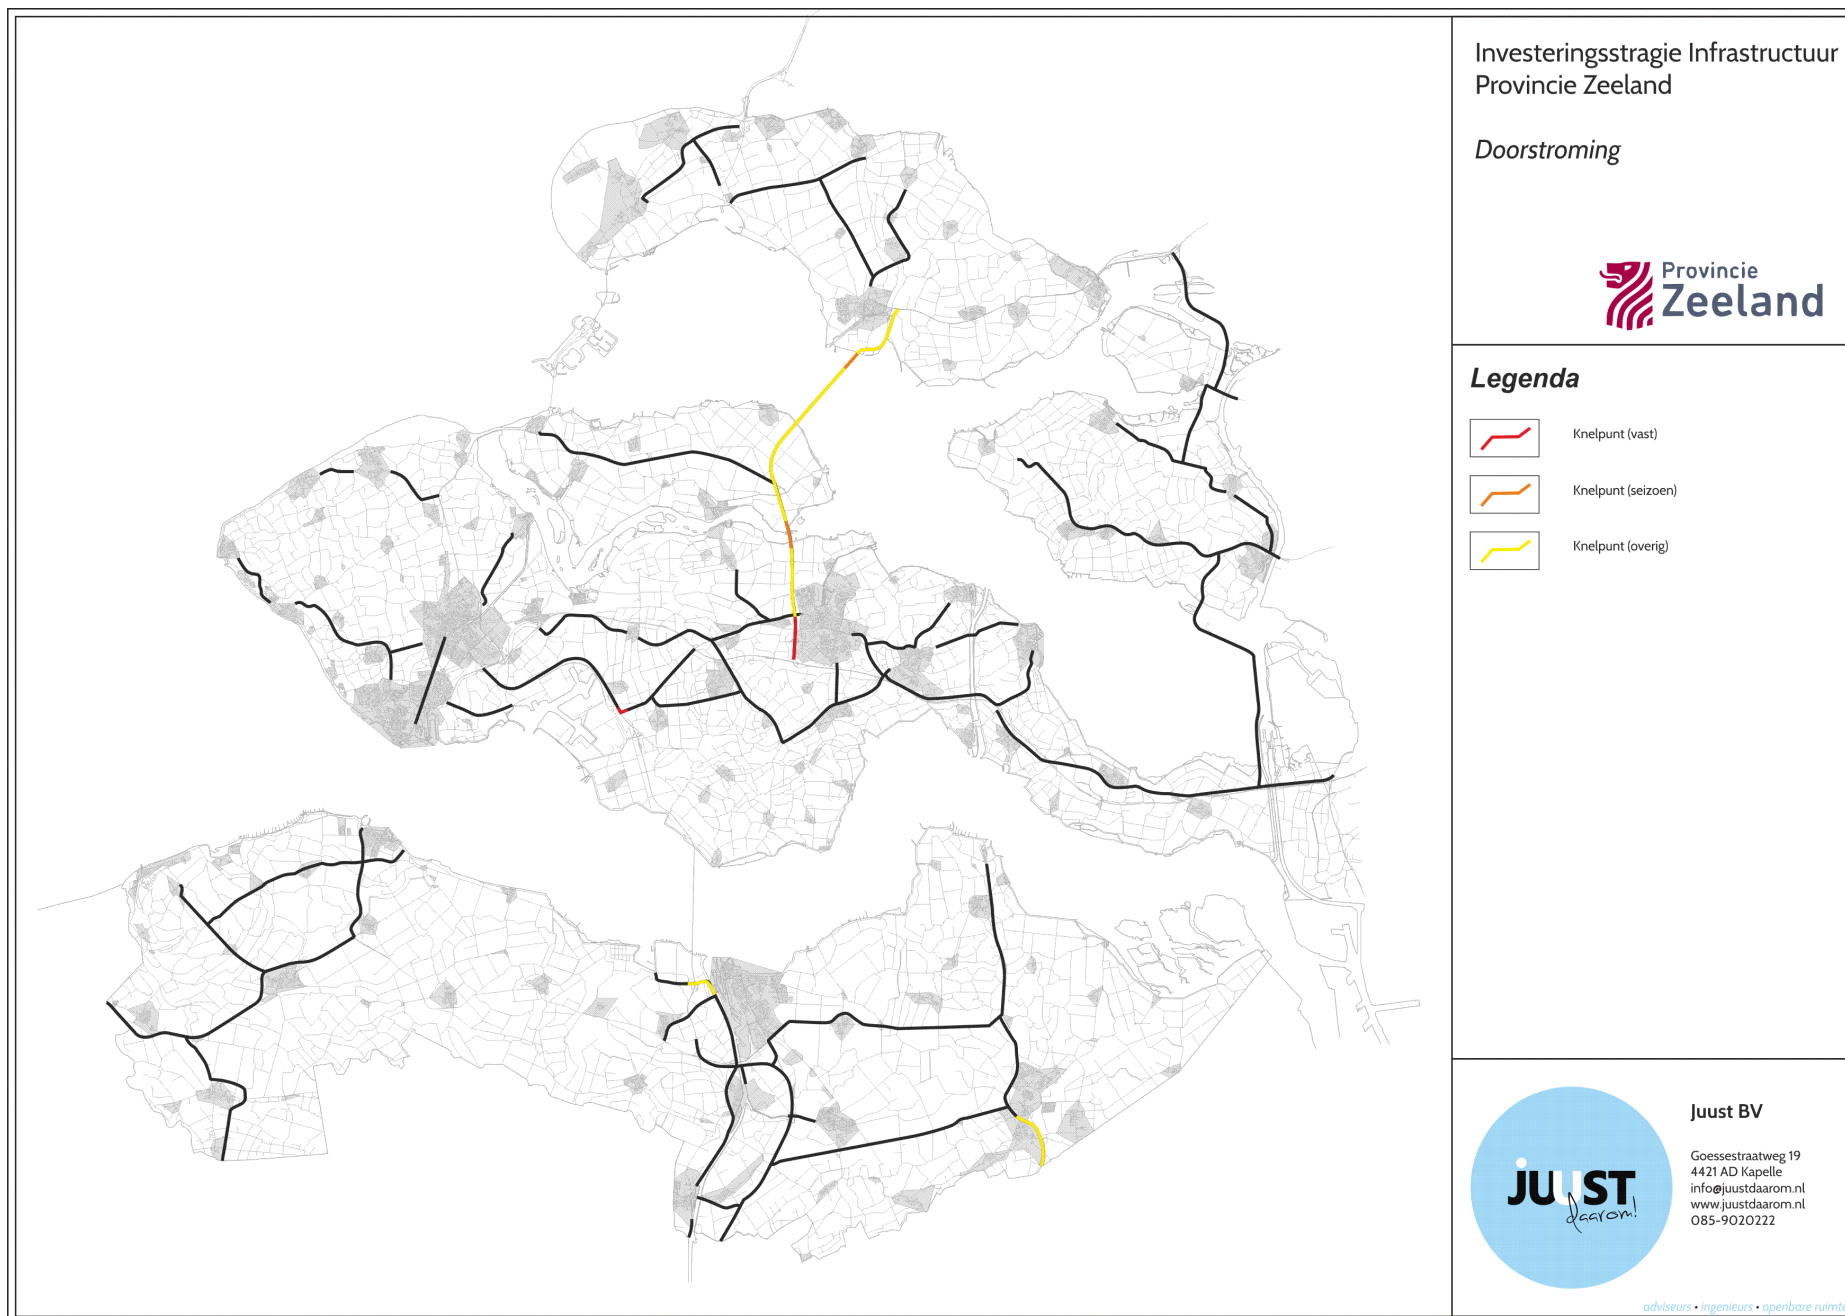 Investeringsstragie Infrastructuur
Provincie Zeeland
Doorstroming
Provincie
Zeeland
Legenda
Knelpunt (vast)
Knelpunt (seizoen)
Knelpunt (overig)
JUUST
daarom!
Juust BV
Goessestraatweg 19
4421 AD Kapelle
info@juustdaarom.nl
www.juustdaarom.nl
085-9020222
adviseurs • ingenieurs • openbare ruimte